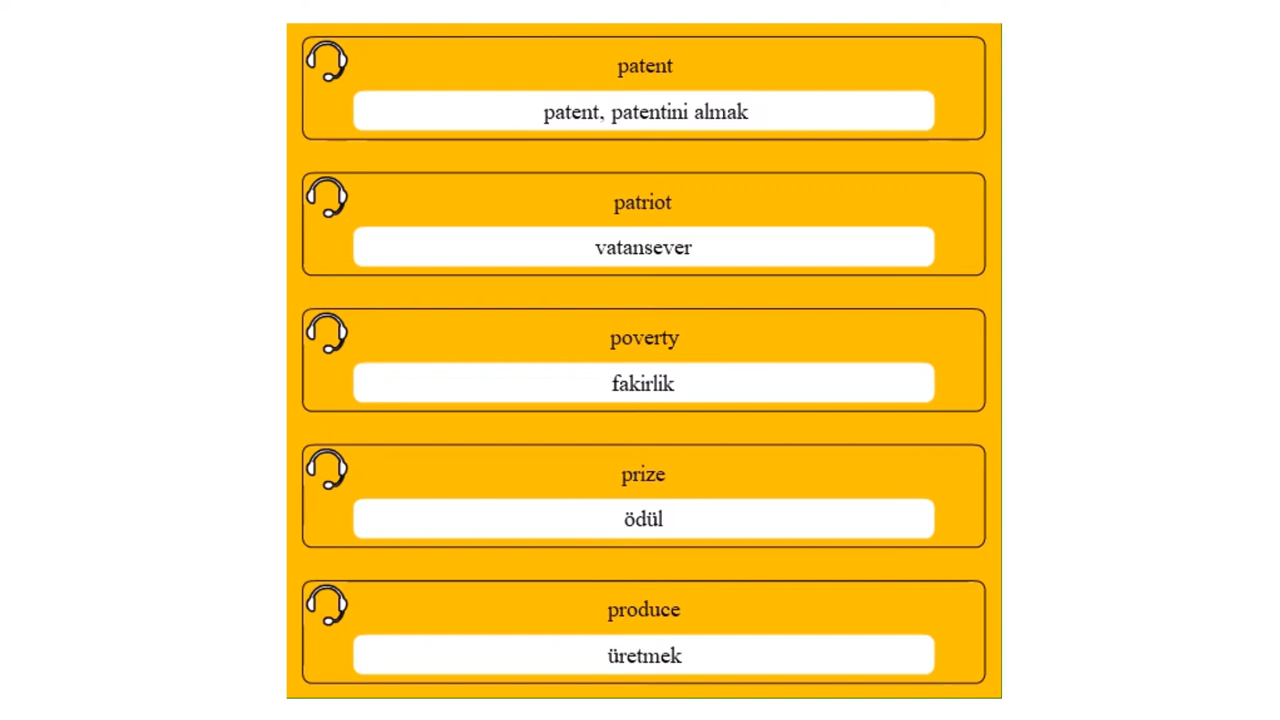 patent
patent, patentini almak
patriot
vatansever
poverty
fakirlik
prize
ödül
produce
üretmek